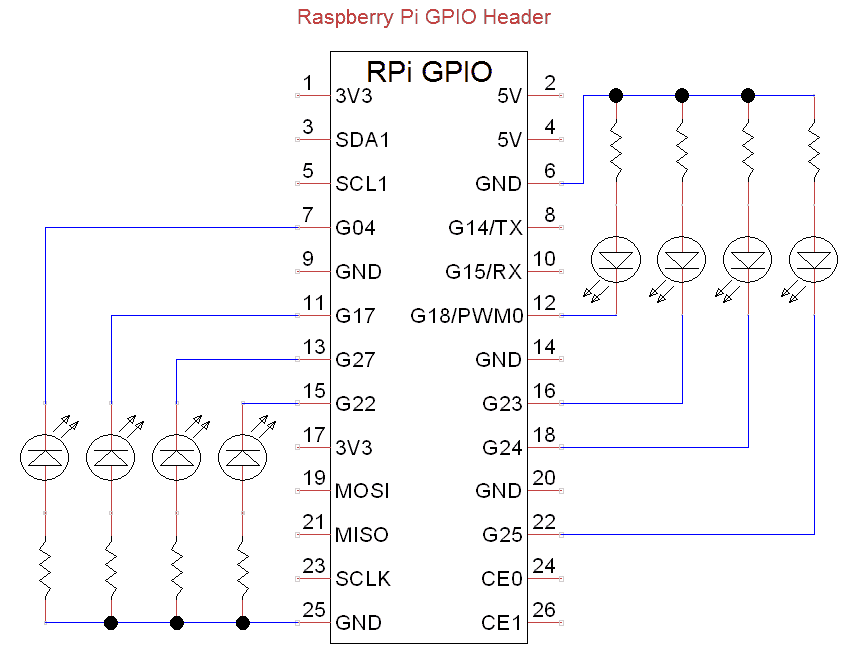 Raspberry Pi GPIO Header
RPi GPIO
1 3V3 5V 2
3 SDA1 5V 4
5 SCL1 GND 6
7 G04 G14/TX 8
9 GND G15/RX 10
11 G17 G18/PWM0 12
13 G27 GND 14
15 G22 G23 16
17 3V3 G24 18
19 MOSI GND 20
21 MISO G25 22
23 SCLK CE0 24
25 GND CE1 26